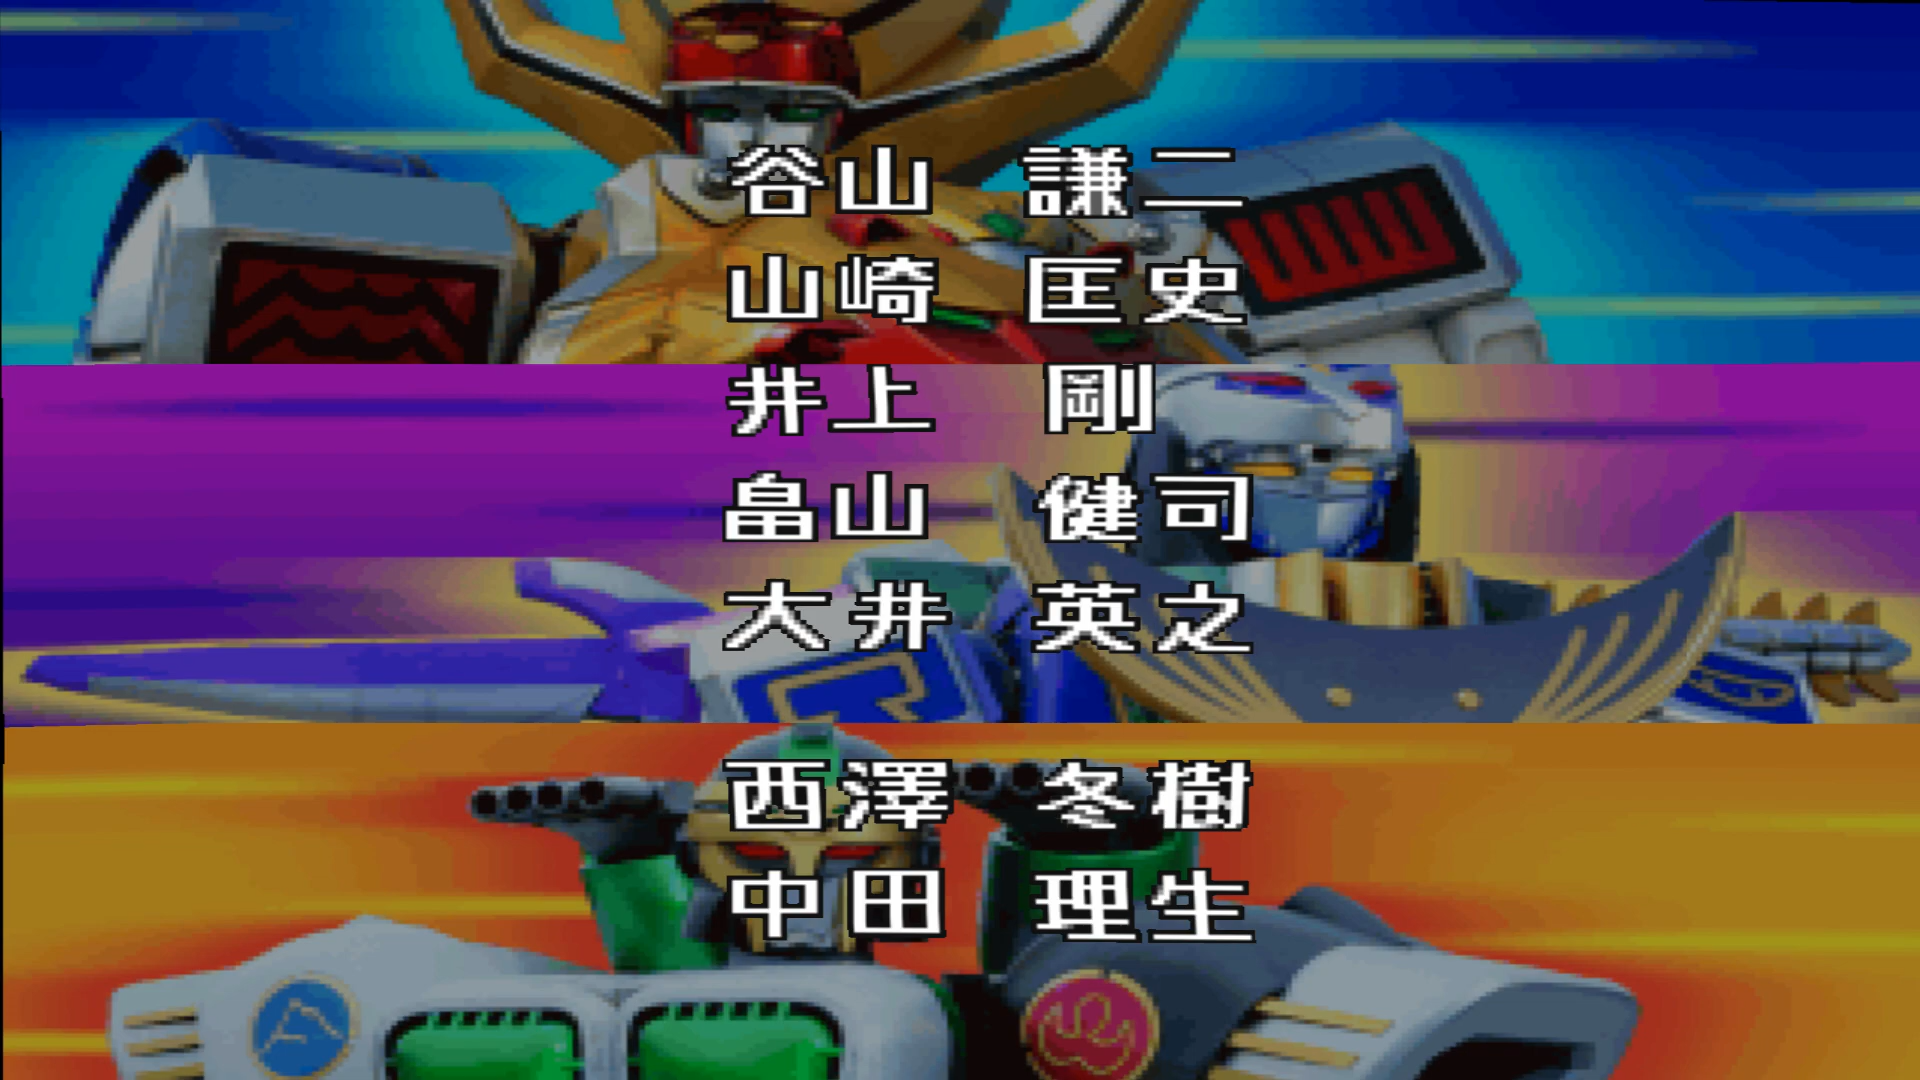 谷山 謙二
山崎 匡史
井上 剛
畠山 健司
大井 英之
西澤 冬樹
中田 理生